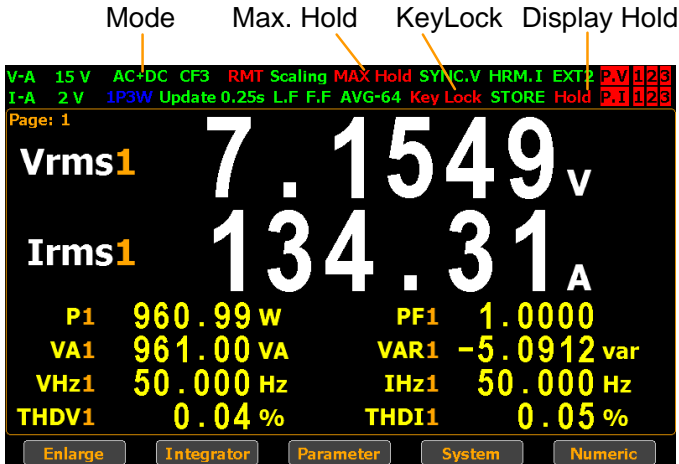 Mode Max. Hold KeyLock Display Hold
V-A 15 V AC+DC CF3 RMT Scaling MAX Hold SYNC.V HRM.I EXT2 P.V 1 2 3
I-A 2 V 1P3W Update 0.25s L.F F.F AVG-64 Key Lock STORE Hold P.I 1 2 3
Page: 1
Vrms1 7.1549 V
Irms1 134.31 A
P1 960.99 W PF1 1.0000
VA1 961.00 VA VAR1 -5.0912 var
VHz1 50.000 Hz IHz1 50.000 Hz
THDV1 0.04 % THDI1 0.05 %
Enlarge Integrator Parameter System Numeric